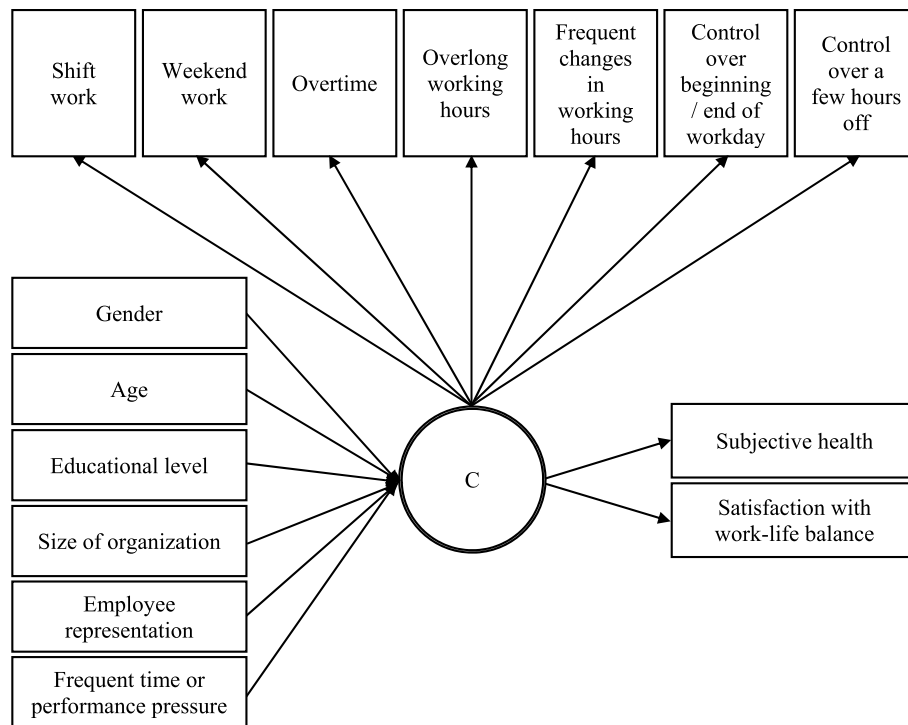 Shift
work
Weekend
work
Overtime
Overlong
working
hours
Frequent
changes
in
working
hours
Control
over
beginning
/ end of
workday
Control
over a
few hours
off
Gender
Age
Educational level
Size of organization
Employee
representation
Frequent time or
performance pressure
C
Subjective health
Satisfaction with
work-life balance